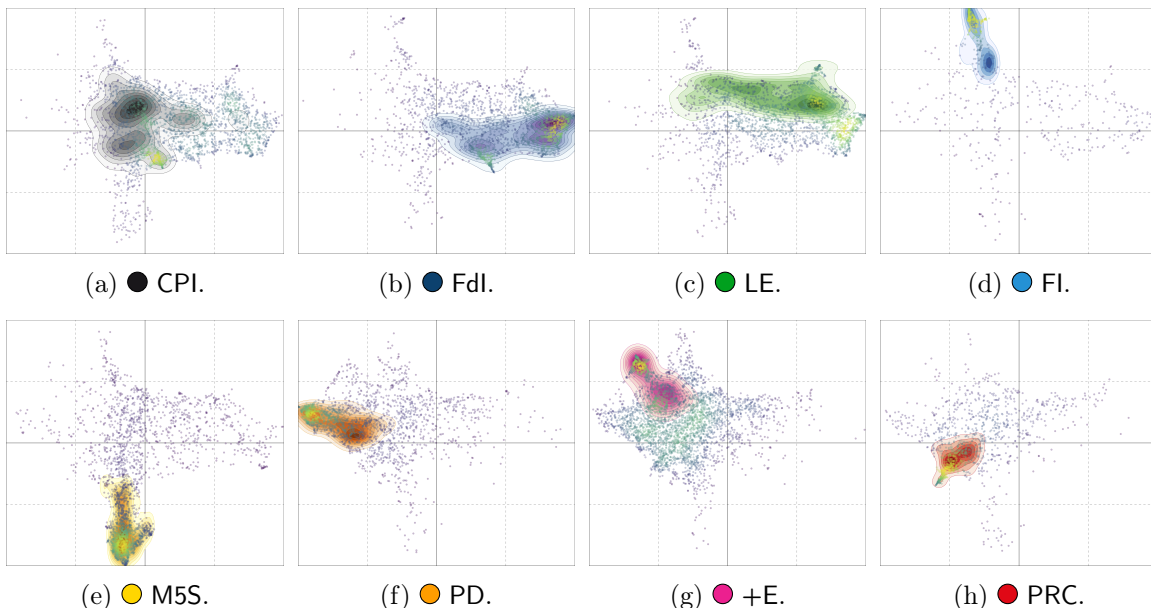 (a) CPI.
(b) FdI.
(c) LE.
(d) FI.
(e) M5S.
(f) PD.
(g) +E.
(h) PRC.